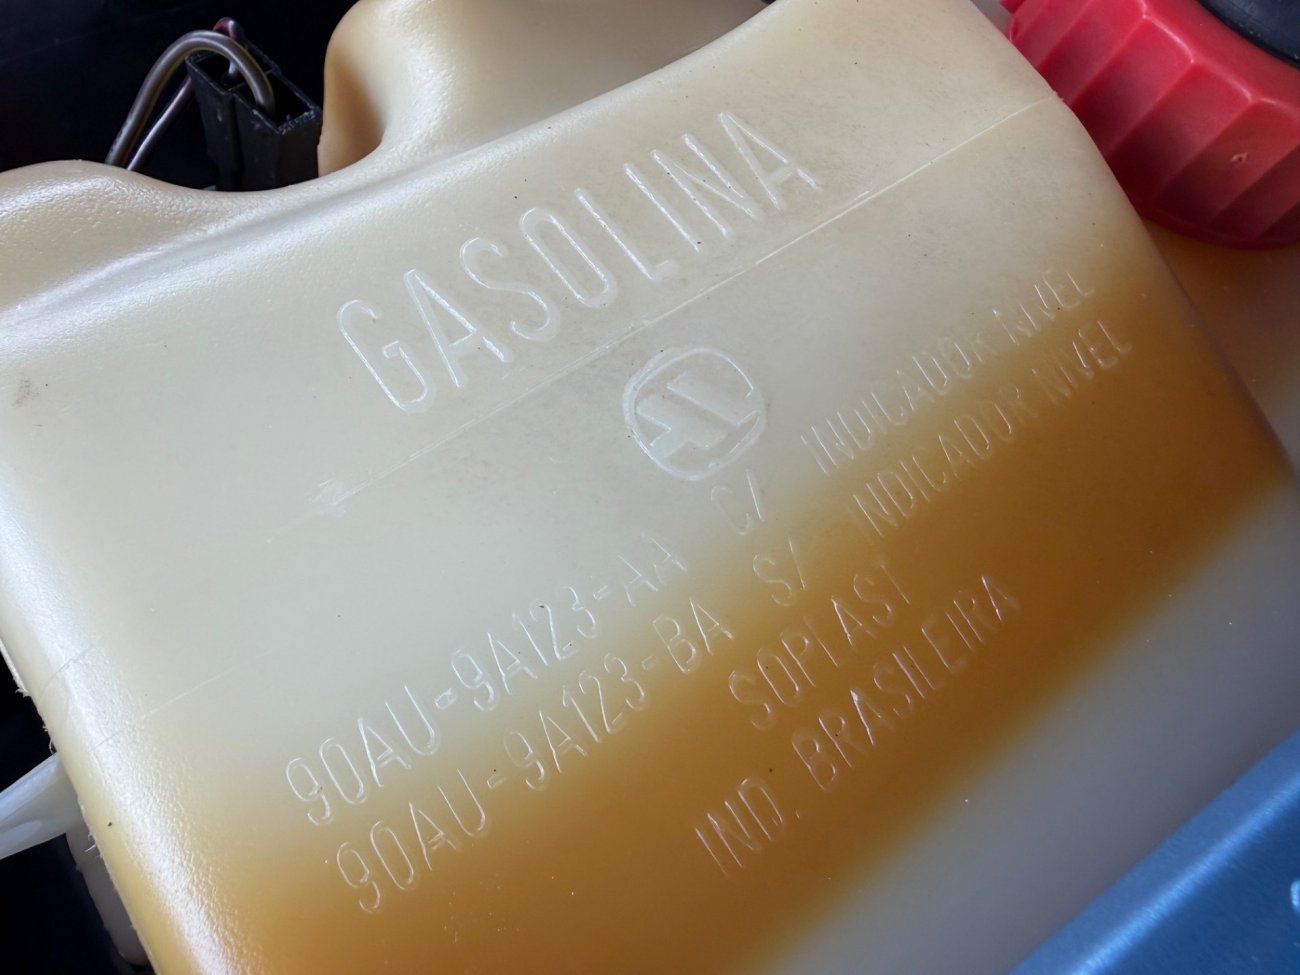 GASOLINA
90AU-9A123-AA C/ INDICADOR NIVEL
90AU-9A123-BA S/ INDICADOR NIVEL
SOPLAST
IND. BRASILEIRA